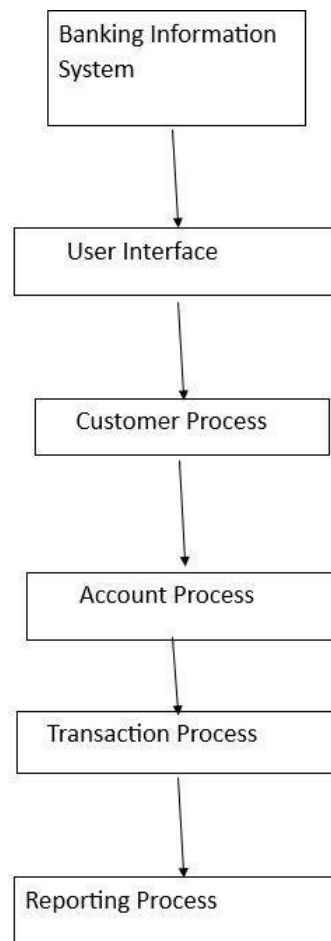 Banking Information
System
User Interface
Customer Process
Account Process
Transaction Process
Reporting Process